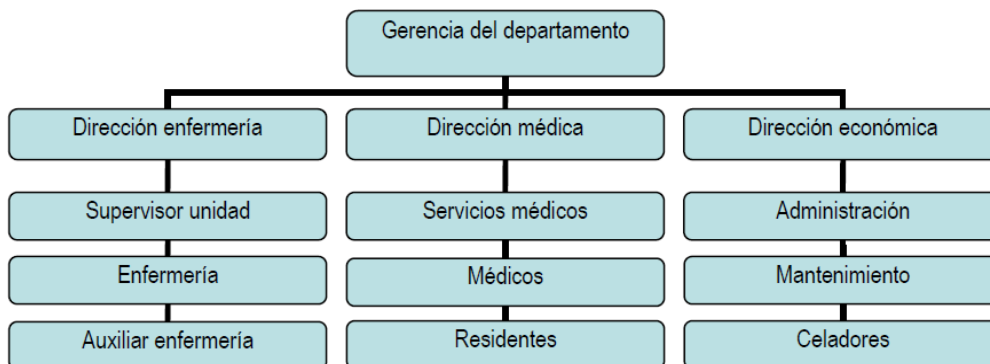 Gerencia del departamento
Dirección enfermería
Dirección médica
Dirección económica
Supervisor unidad
Servicios médicos
Administración
Enfermería
Médicos
Mantenimiento
Auxiliar enfermería
Residentes
Celadores